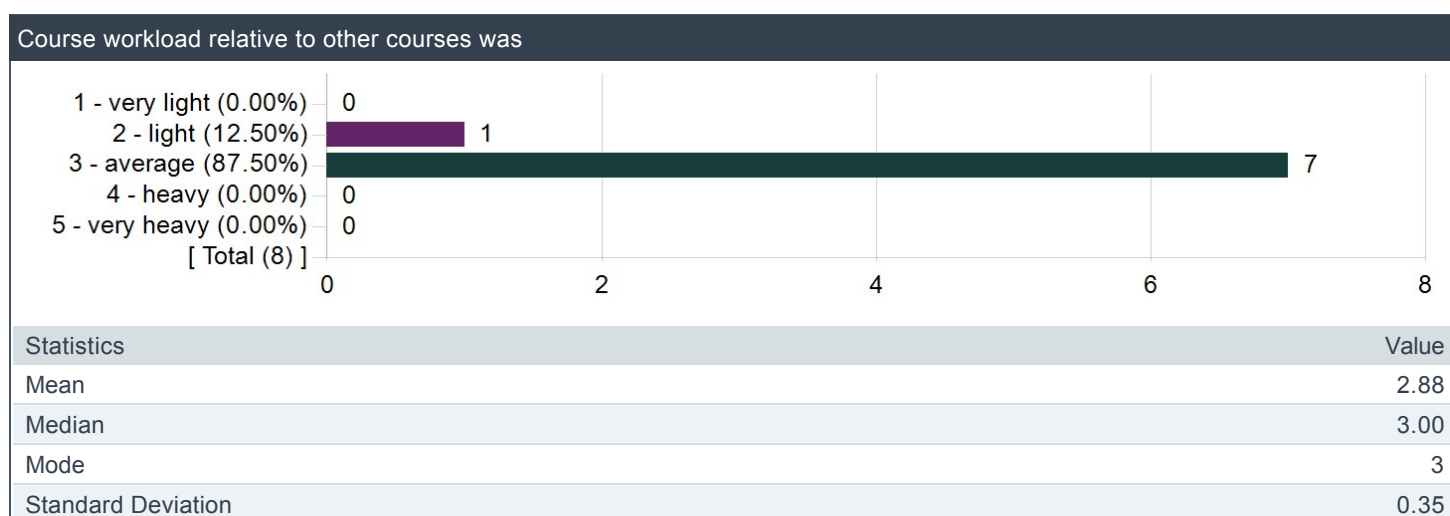 Course workload relative to other courses was
1 - very light (0.00%) 0
2 - light (12.50%) 1
3 - average (87.50%) 7
4 - heavy (0.00%) 0
5 - very heavy (0.00%) 0
[ Total (8) ]
0 2 4 6 8
Statistics Value
Mean 2.88
Median 3.00
Mode 3
Standard Deviation 0.35